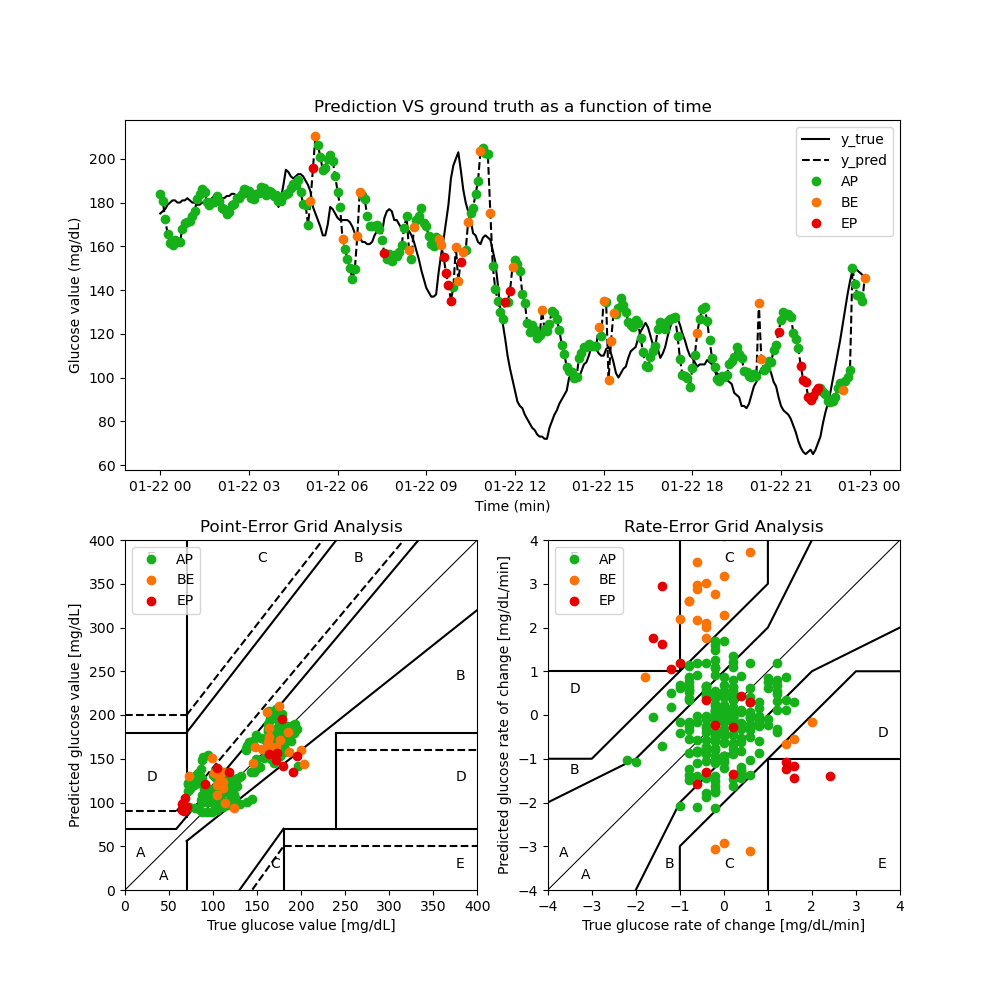 Prediction VS ground truth as a function of time
Glucose value (mg/dL)
200
180
160
140
120
100
80
60
y_true
y_pred
AP
BE
EP
01-22 00 01-22 03 01-22 06 01-22 09 01-22 12 01-22 15 01-22 18 01-22 21 01-23 00
Time (min)
Point-Error Grid Analysis
Predicted glucose value [mg/dL]
400
350
300
250
200
150
100
50
0
AP
BE
EP
C B
B
D D
A
A C E
0 50 100 150 200 250 300 350 400
True glucose value [mg/dL]
Rate-Error Grid Analysis
Predicted glucose rate of change [mg/dL/min]
4
3
2
1
0
−1
−2
−3
−4
AP
BE
EP
C
D
D
B
A
A B C E
−4 −3 −2 −1 0 1 2 3 4
True glucose rate of change [mg/dL/min]